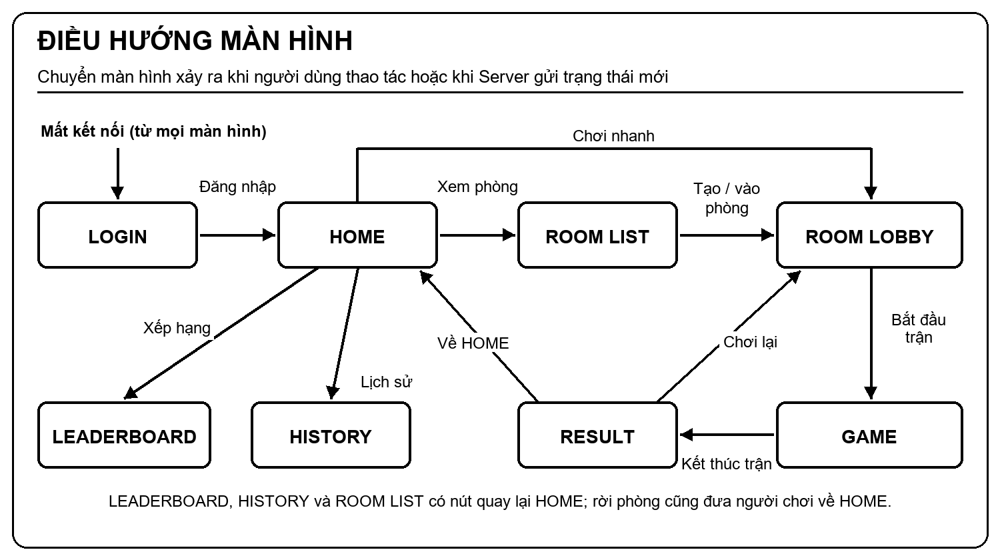 ĐIỀU HƯỚNG MÀN HÌNH
Chuyển màn hình xảy ra khi người dùng thao tác hoặc khi Server gửi trạng thái mới
Mất kết nối (từ mọi màn hình)
Chơi nhanh
Đăng nhập
Xem phòng
Tạo / vào
phòng
LOGIN
HOME
ROOM LIST
ROOM LOBBY
Xếp hạng
Lịch sử
Về HOME
Chơi lại
Bắt đầu
trận
LEADERBOARD
HISTORY
RESULT
GAME
Kết thúc trận
LEADERBOARD, HISTORY và ROOM LIST có nút quay lại HOME; rời phòng cũng đưa người chơi về HOME.